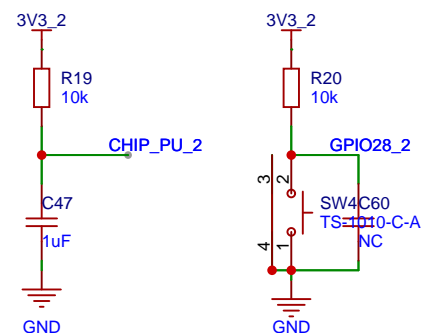 3V3_2
R19
10k
CHIP_PU_2
C47
1uF
GND
3V3_2
R20
10k
GPIO28_2
3
2
SW4
C60
TS-1010-C-A
NC
4
1
GND